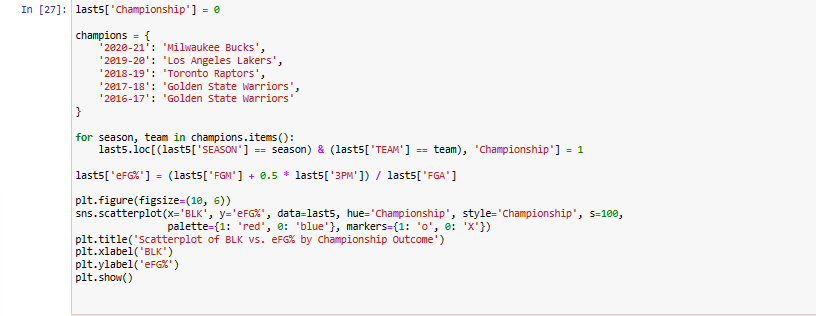 In [27]: last5['Championship'] = 0
champions = {
    '2020-21': 'Milwaukee Bucks',
    '2019-20': 'Los Angeles Lakers',
    '2018-19': 'Toronto Raptors',
    '2017-18': 'Golden State Warriors',
    '2016-17': 'Golden State Warriors'
}
for season, team in champions.items():
    last5.loc[(last5['SEASON'] == season) & (last5['TEAM'] == team), 'Championship'] = 1
last5['eFG%'] = (last5['FGM'] + 0.5 * last5['3PM']) / last5['FGA']
plt.figure(figsize=(10, 6))
sns.scatterplot(x='BLK', y='eFG%', data=last5, hue='Championship', style='Championship', s=100,
                palette={1: 'red', 0: 'blue'}, markers={1: 'o', 0: 'X'})
plt.title('Scatterplot of BLK vs. eFG% by Championship Outcome')
plt.xlabel('BLK')
plt.ylabel('eFG%')
plt.show()